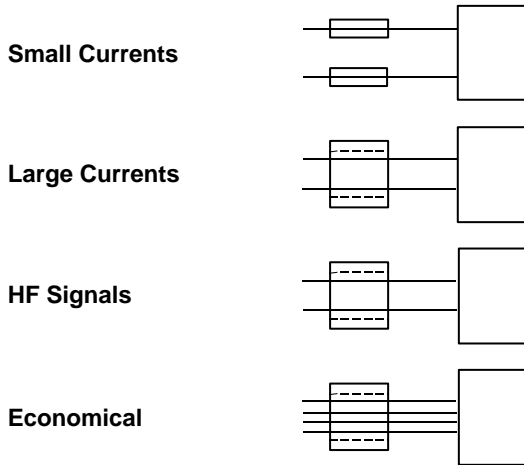 Small Currents
Large Currents
HF Signals
Economical